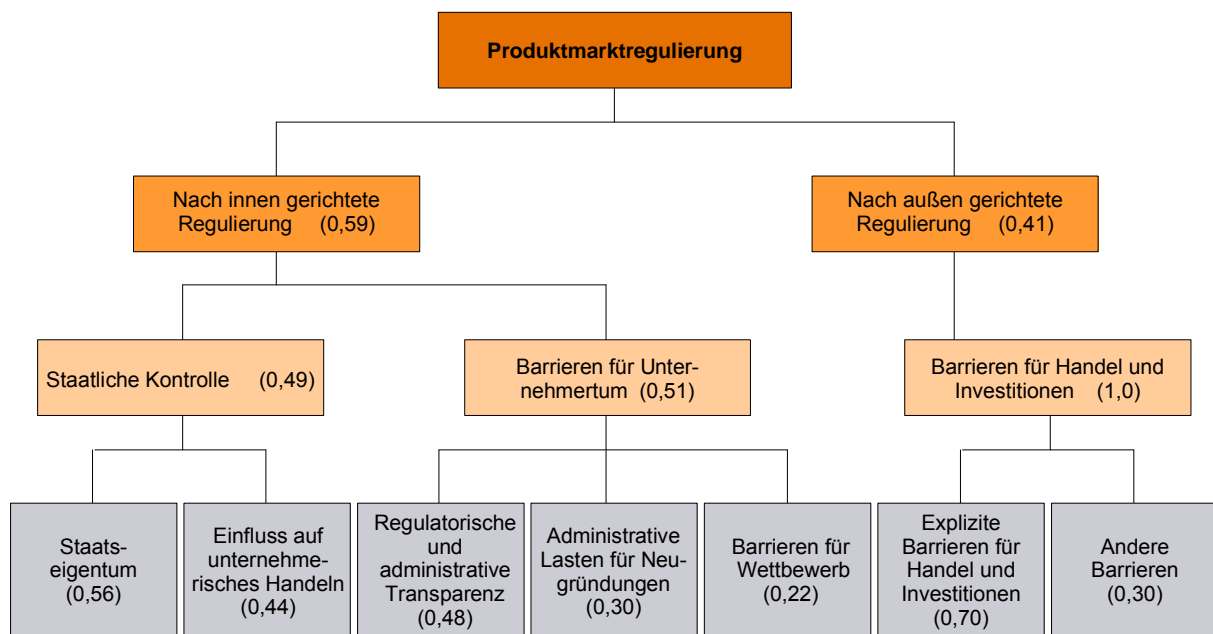 Produktmarktregulierung
Nach innen gerichtete
Regulierung (0,59)
Nach außen gerichtete
Regulierung (0,41)
Staatliche Kontrolle (0,49)
Barrieren für Unter-
nehmertum (0,51)
Barrieren für Handel und
Investitionen (1,0)
Staats-
eigentum
(0,56)
Einfluss auf
unternehme-
risches Handeln
(0,44)
Regulatorische
und
administrative
Transparenz
(0,48)
Administrative
Lasten für Neu-
gründungen
(0,30)
Barrieren für
Wettbewerb
(0,22)
Explizite
Barrieren für
Handel und
Investitionen
(0,70)
Andere
Barrieren
(0,30)